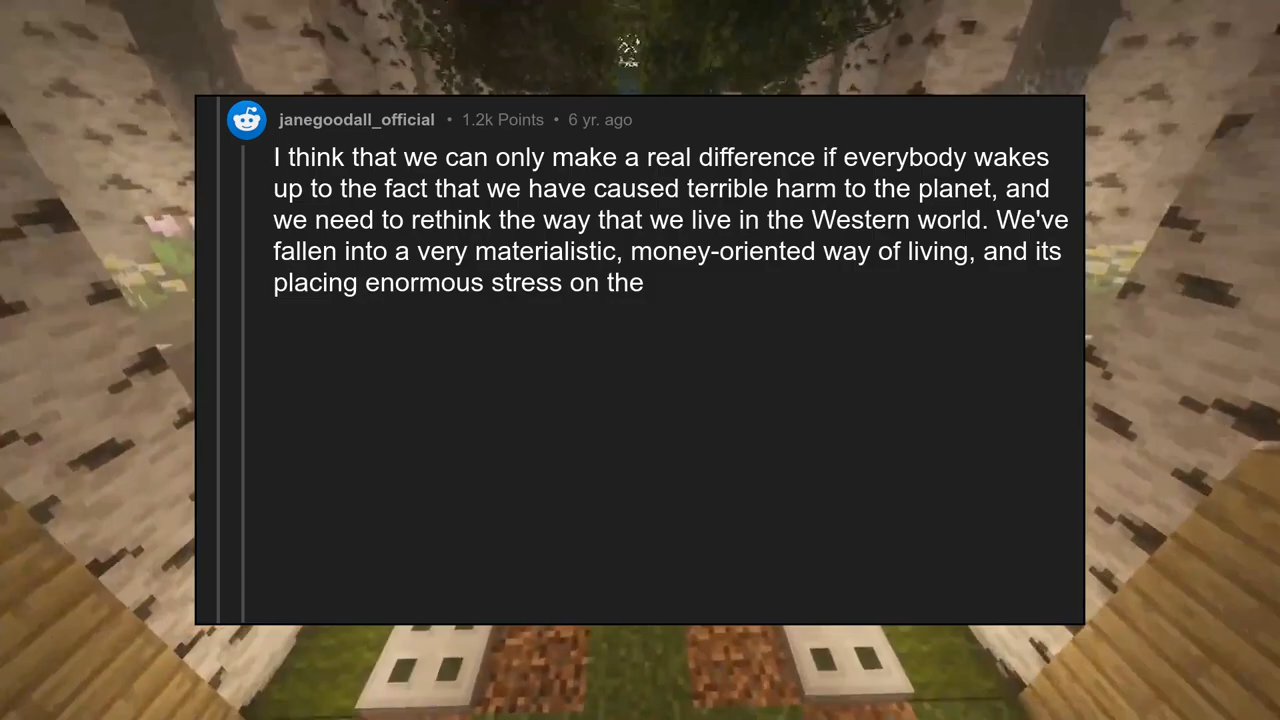 janegoodall_official • 1.2k Points • 6 yr. ago
I think that we can only make a real difference if everybody wakes
up to the fact that we have caused terrible harm to the planet, and
we need to rethink the way that we live in the Western world. We've
fallen into a very materialistic, money-oriented way of living, and its
placing enormous stress on the